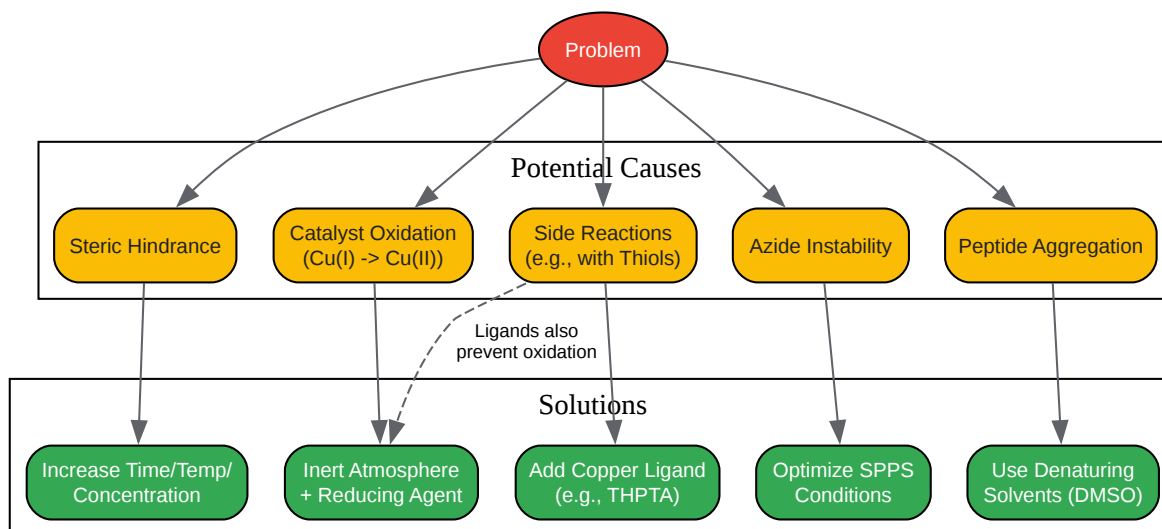 Problem
Potential Causes
Steric Hindrance
Catalyst Oxidation
(Cu(I) -> Cu(II))
Side Reactions
(e.g., with Thiols)
Azide Instability
Peptide Aggregation
Ligands also
prevent oxidation
Solutions
Increase Time/Temp/
Concentration
Inert Atmosphere
+ Reducing Agent
Add Copper Ligand
(e.g., THPTA)
Optimize SPPS
Conditions
Use Denaturing
Solvents (DMSO)